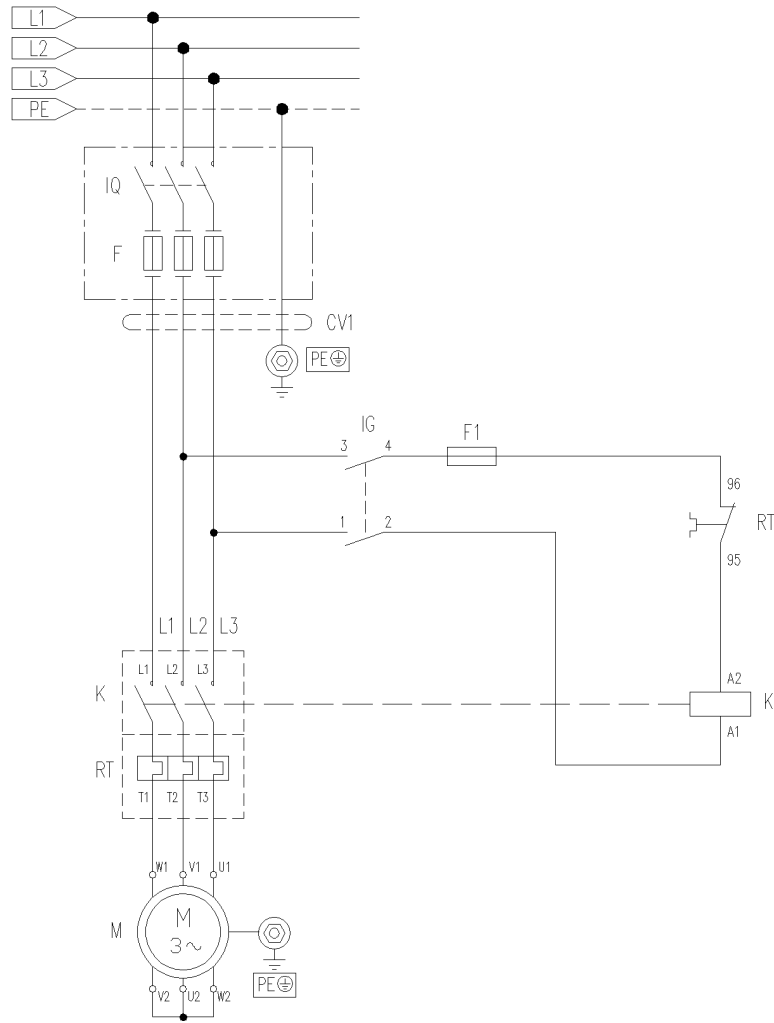 L1
L2
L3
PE
IQ
F
CV1
PE
IG
F1
3 4
96
1 2
RT
95
L1 L2 L3
L1 L2 L3
A2
K
K
A1
RT
T1 T2 T3
W1 V1 U1
M
M
3~
PE
V2 U2 W2